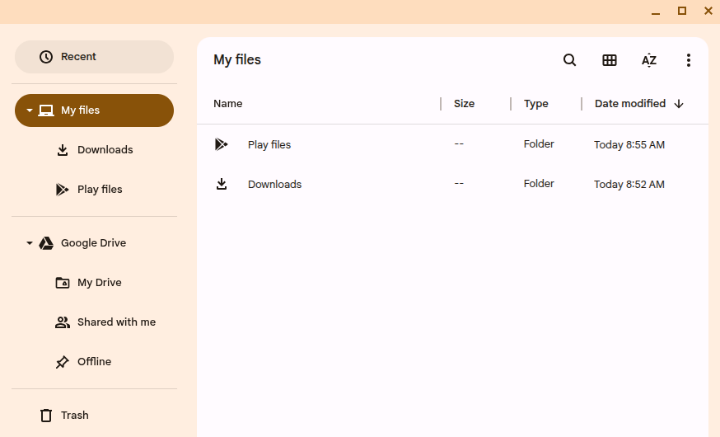 Recent
My files
Downloads
Play files
Google Drive
My Drive
Shared with me
Offline
Trash
My files
AZ
Name Size Type Date modified
Play files -- Folder Today 8:55 AM
Downloads -- Folder Today 8:52 AM